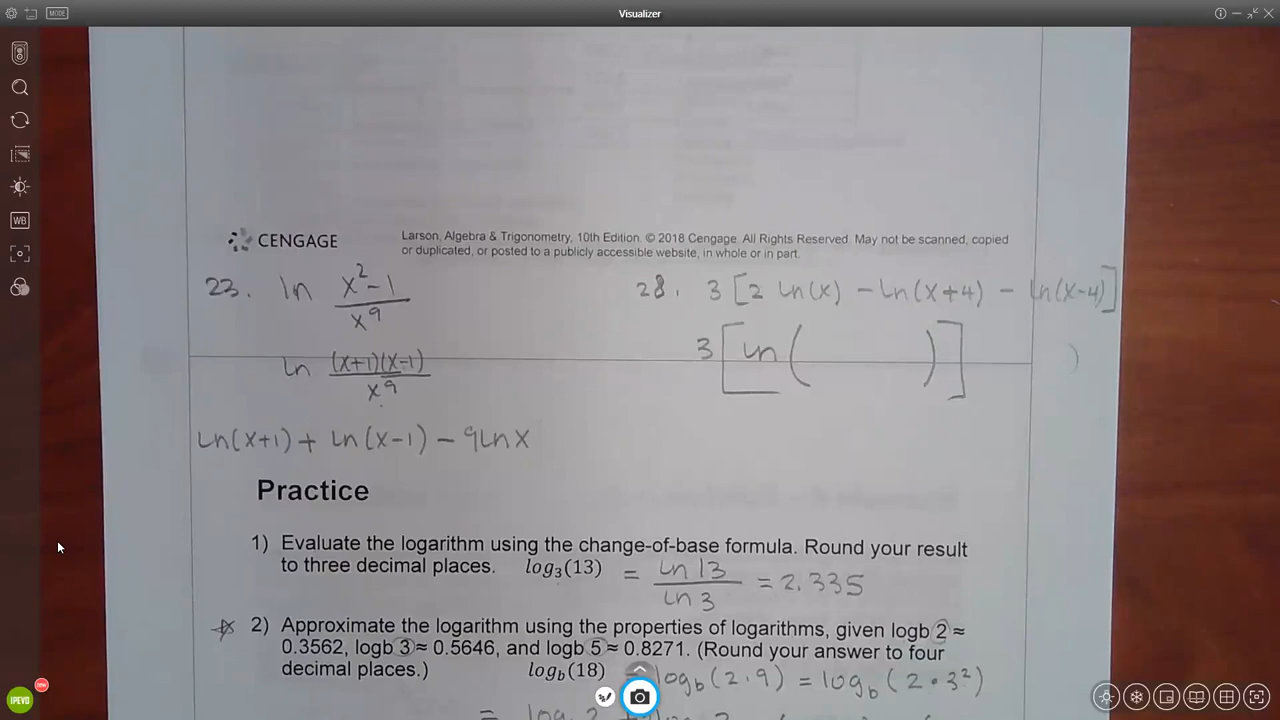 MODE
Visualizer
WB
CENGAGE
Larson, Algebra & Trigonometry, 10th Edition. © 2018 Cengage. All Rights Reserved. May not be scanned, copied
or duplicated, or posted to a publicly accessible website, in whole or in part.
23. ln (x²-1)/(x⁹)
ln ((x+1)(x-1))/(x⁹)
ln(x+1) + ln(x-1) - 9lnx
28. 3[2 ln(x) - ln(x+4) - ln(x-4)]
3[ln( )]
)
Practice
1) Evaluate the logarithm using the change-of-base formula. Round your result
to three decimal places. log₃(13) = ln 13/ln 3 = 2.335
2) Approximate the logarithm using the properties of logarithms, given logb 2 ≈
0.3562, logb 3 ≈ 0.5646, and logb 5 ≈ 0.8271. (Round your answer to four
decimal places.) log_b(18) = log_b(2·9) = log_b(2·3²)
=
IPEVO
new